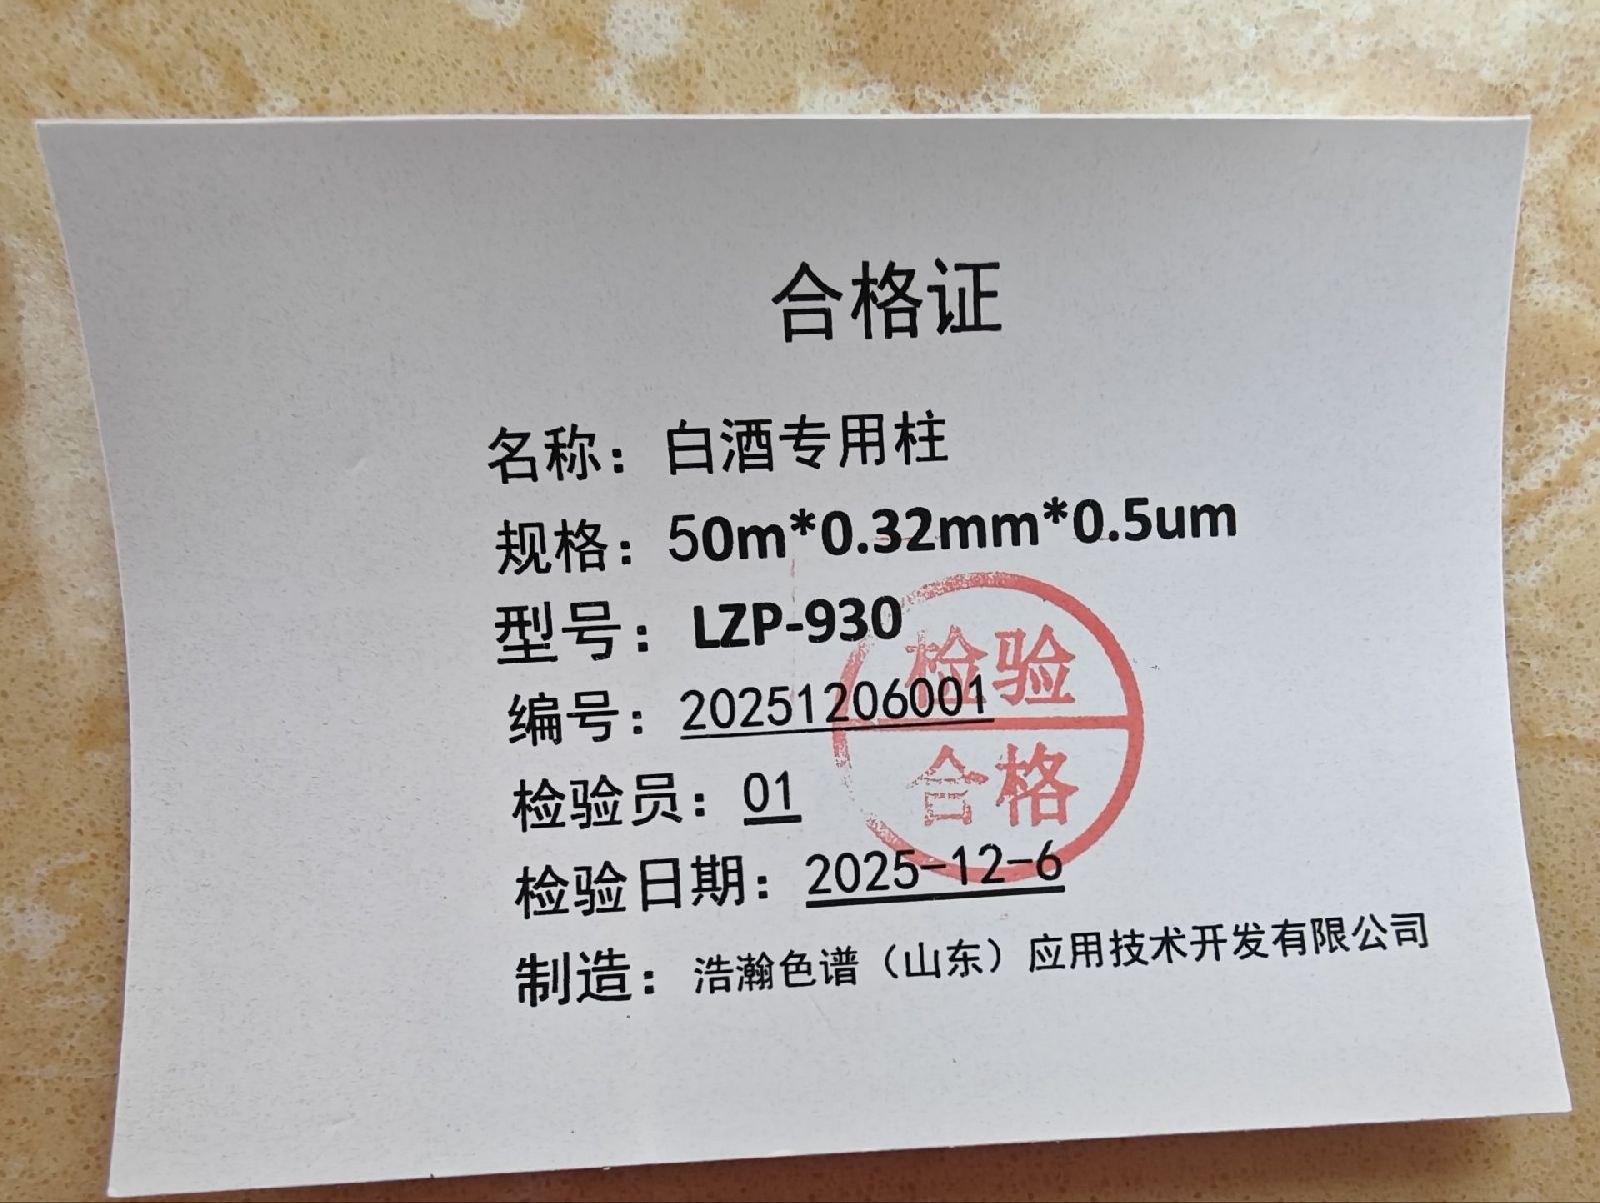 合格证
名称：白酒专用柱
规格：50m*0.32mm*0.5um
型号：LZP-930
检验
编号：20251206001
合格
检验员：01
检验日期：2025-12-6
制造：浩瀚色谱（山东）应用技术开发有限公司